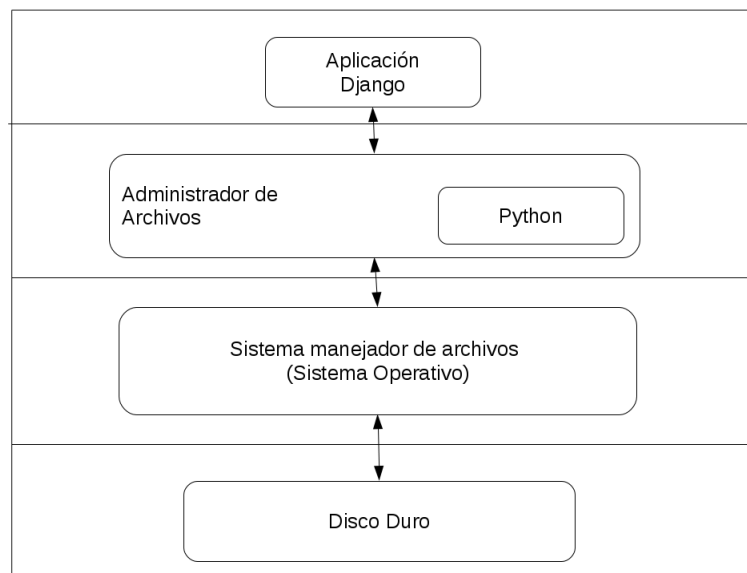 Aplicación
Django
Administrador de
Archivos
Python
Sistema manejador de archivos
(Sistema Operativo)
Disco Duro